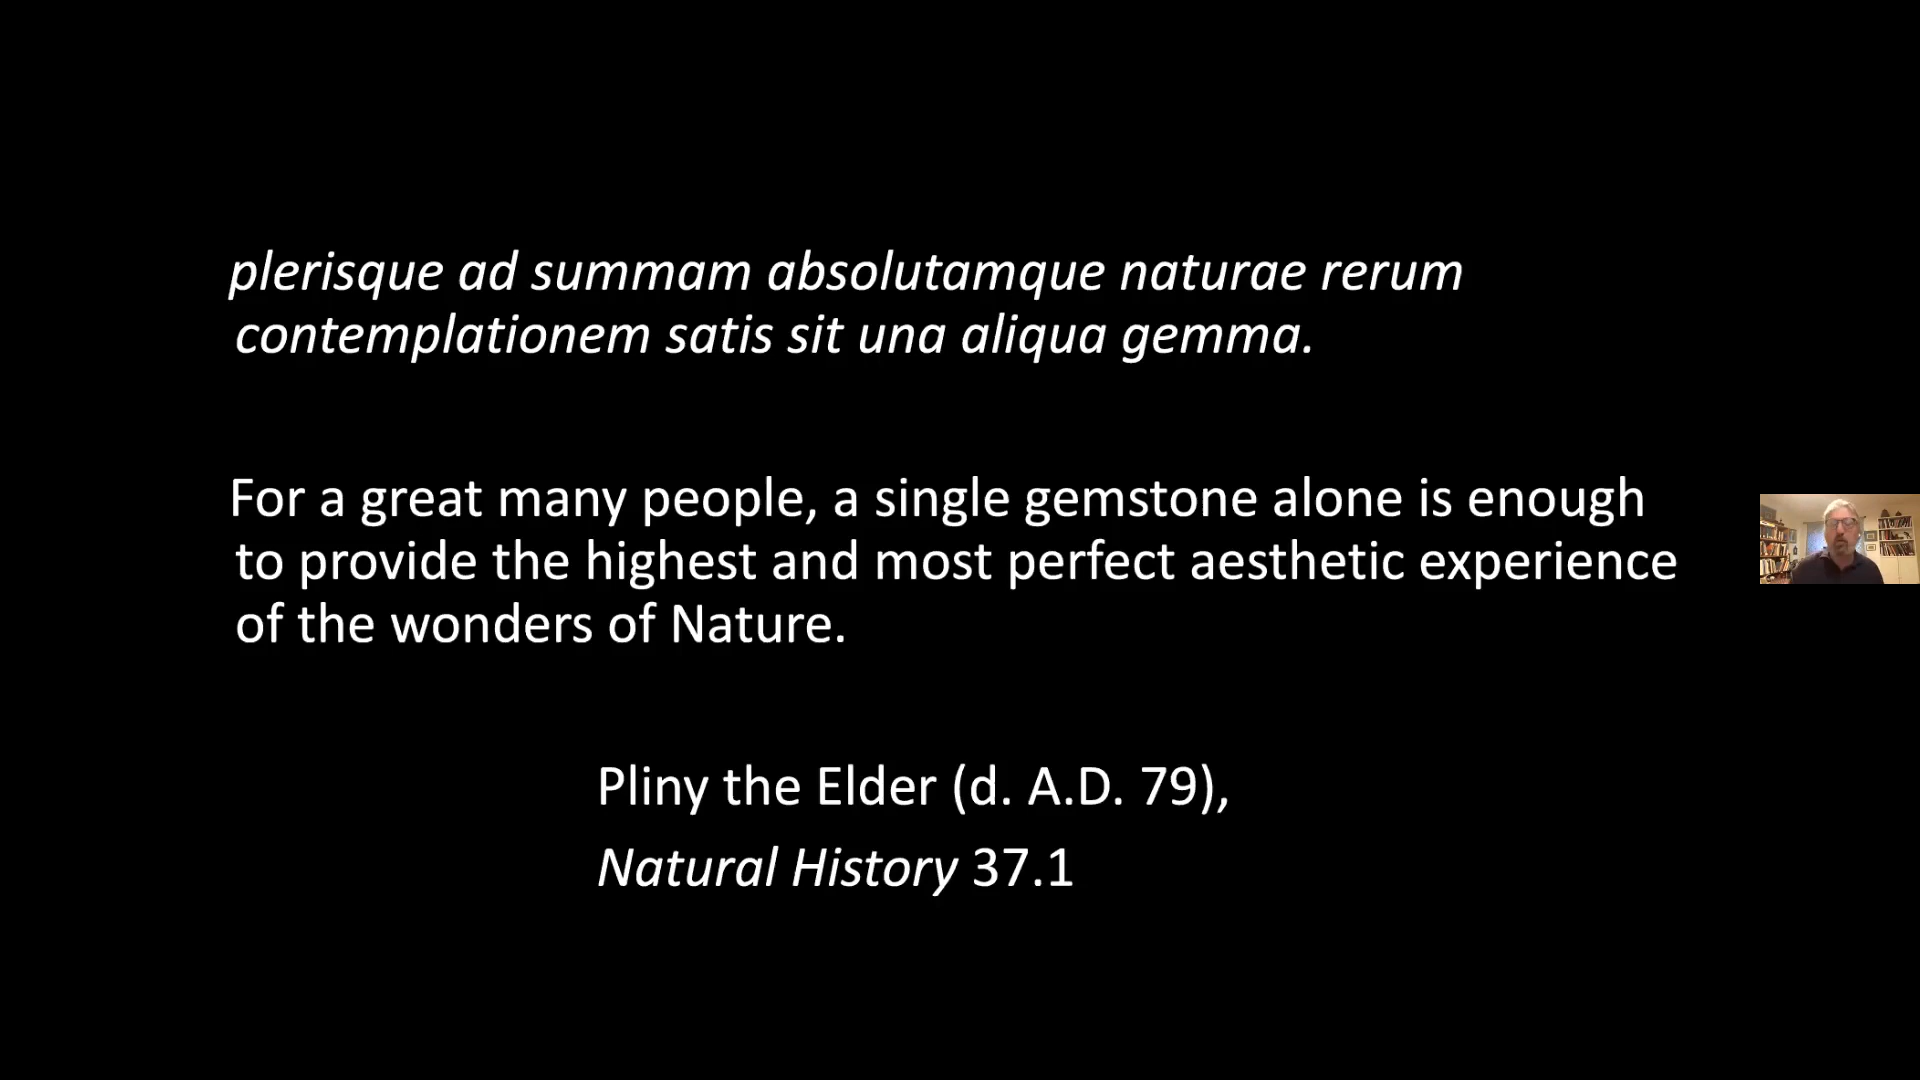 plerisque ad summam absolutamque naturae rerum
contemplationem satis sit una aliqua gemma.
For a great many people, a single gemstone alone is enough
to provide the highest and most perfect aesthetic experience
of the wonders of Nature.
Pliny the Elder (d. A.D. 79),
Natural History 37.1